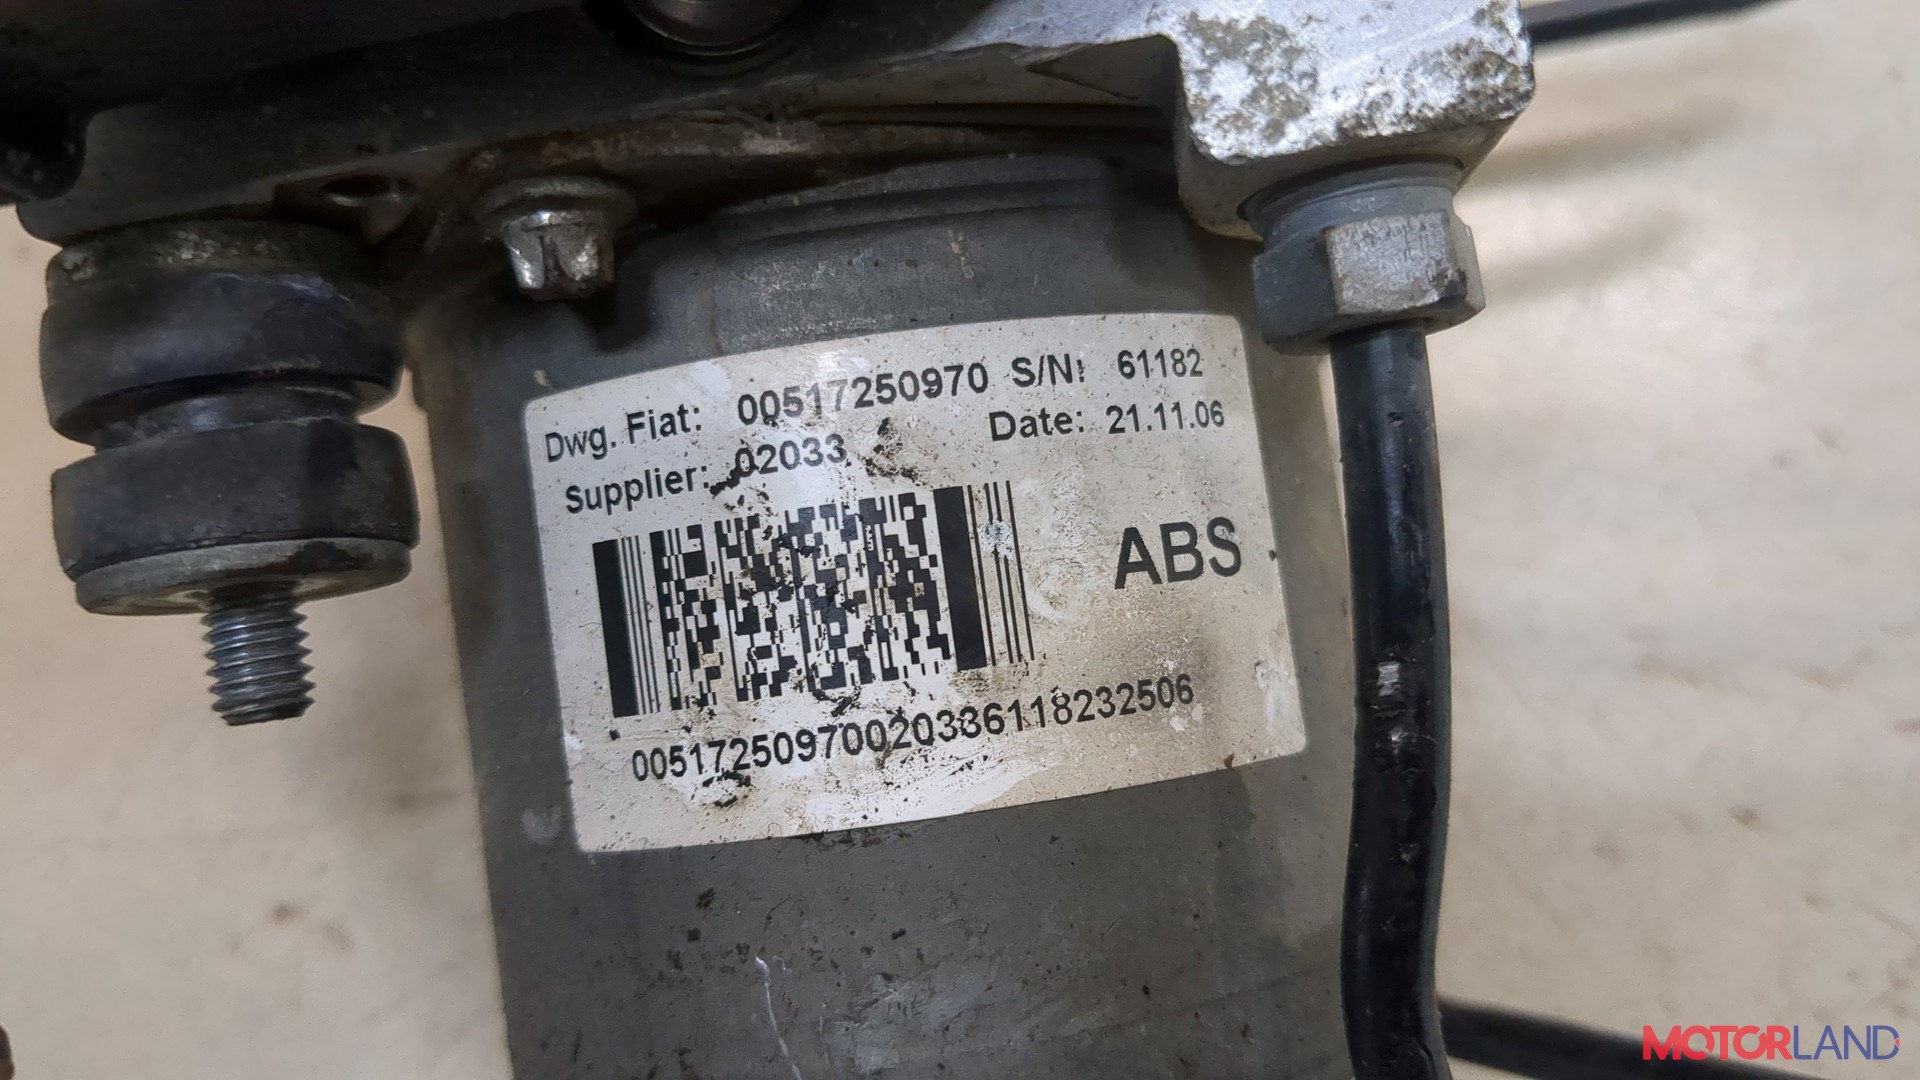 Dwg. Fiat: 00517250970 S/N: 61182
Supplier: 02033 Date: 21.11.06
ABS
00517250970020336118232506
MOTORLAND